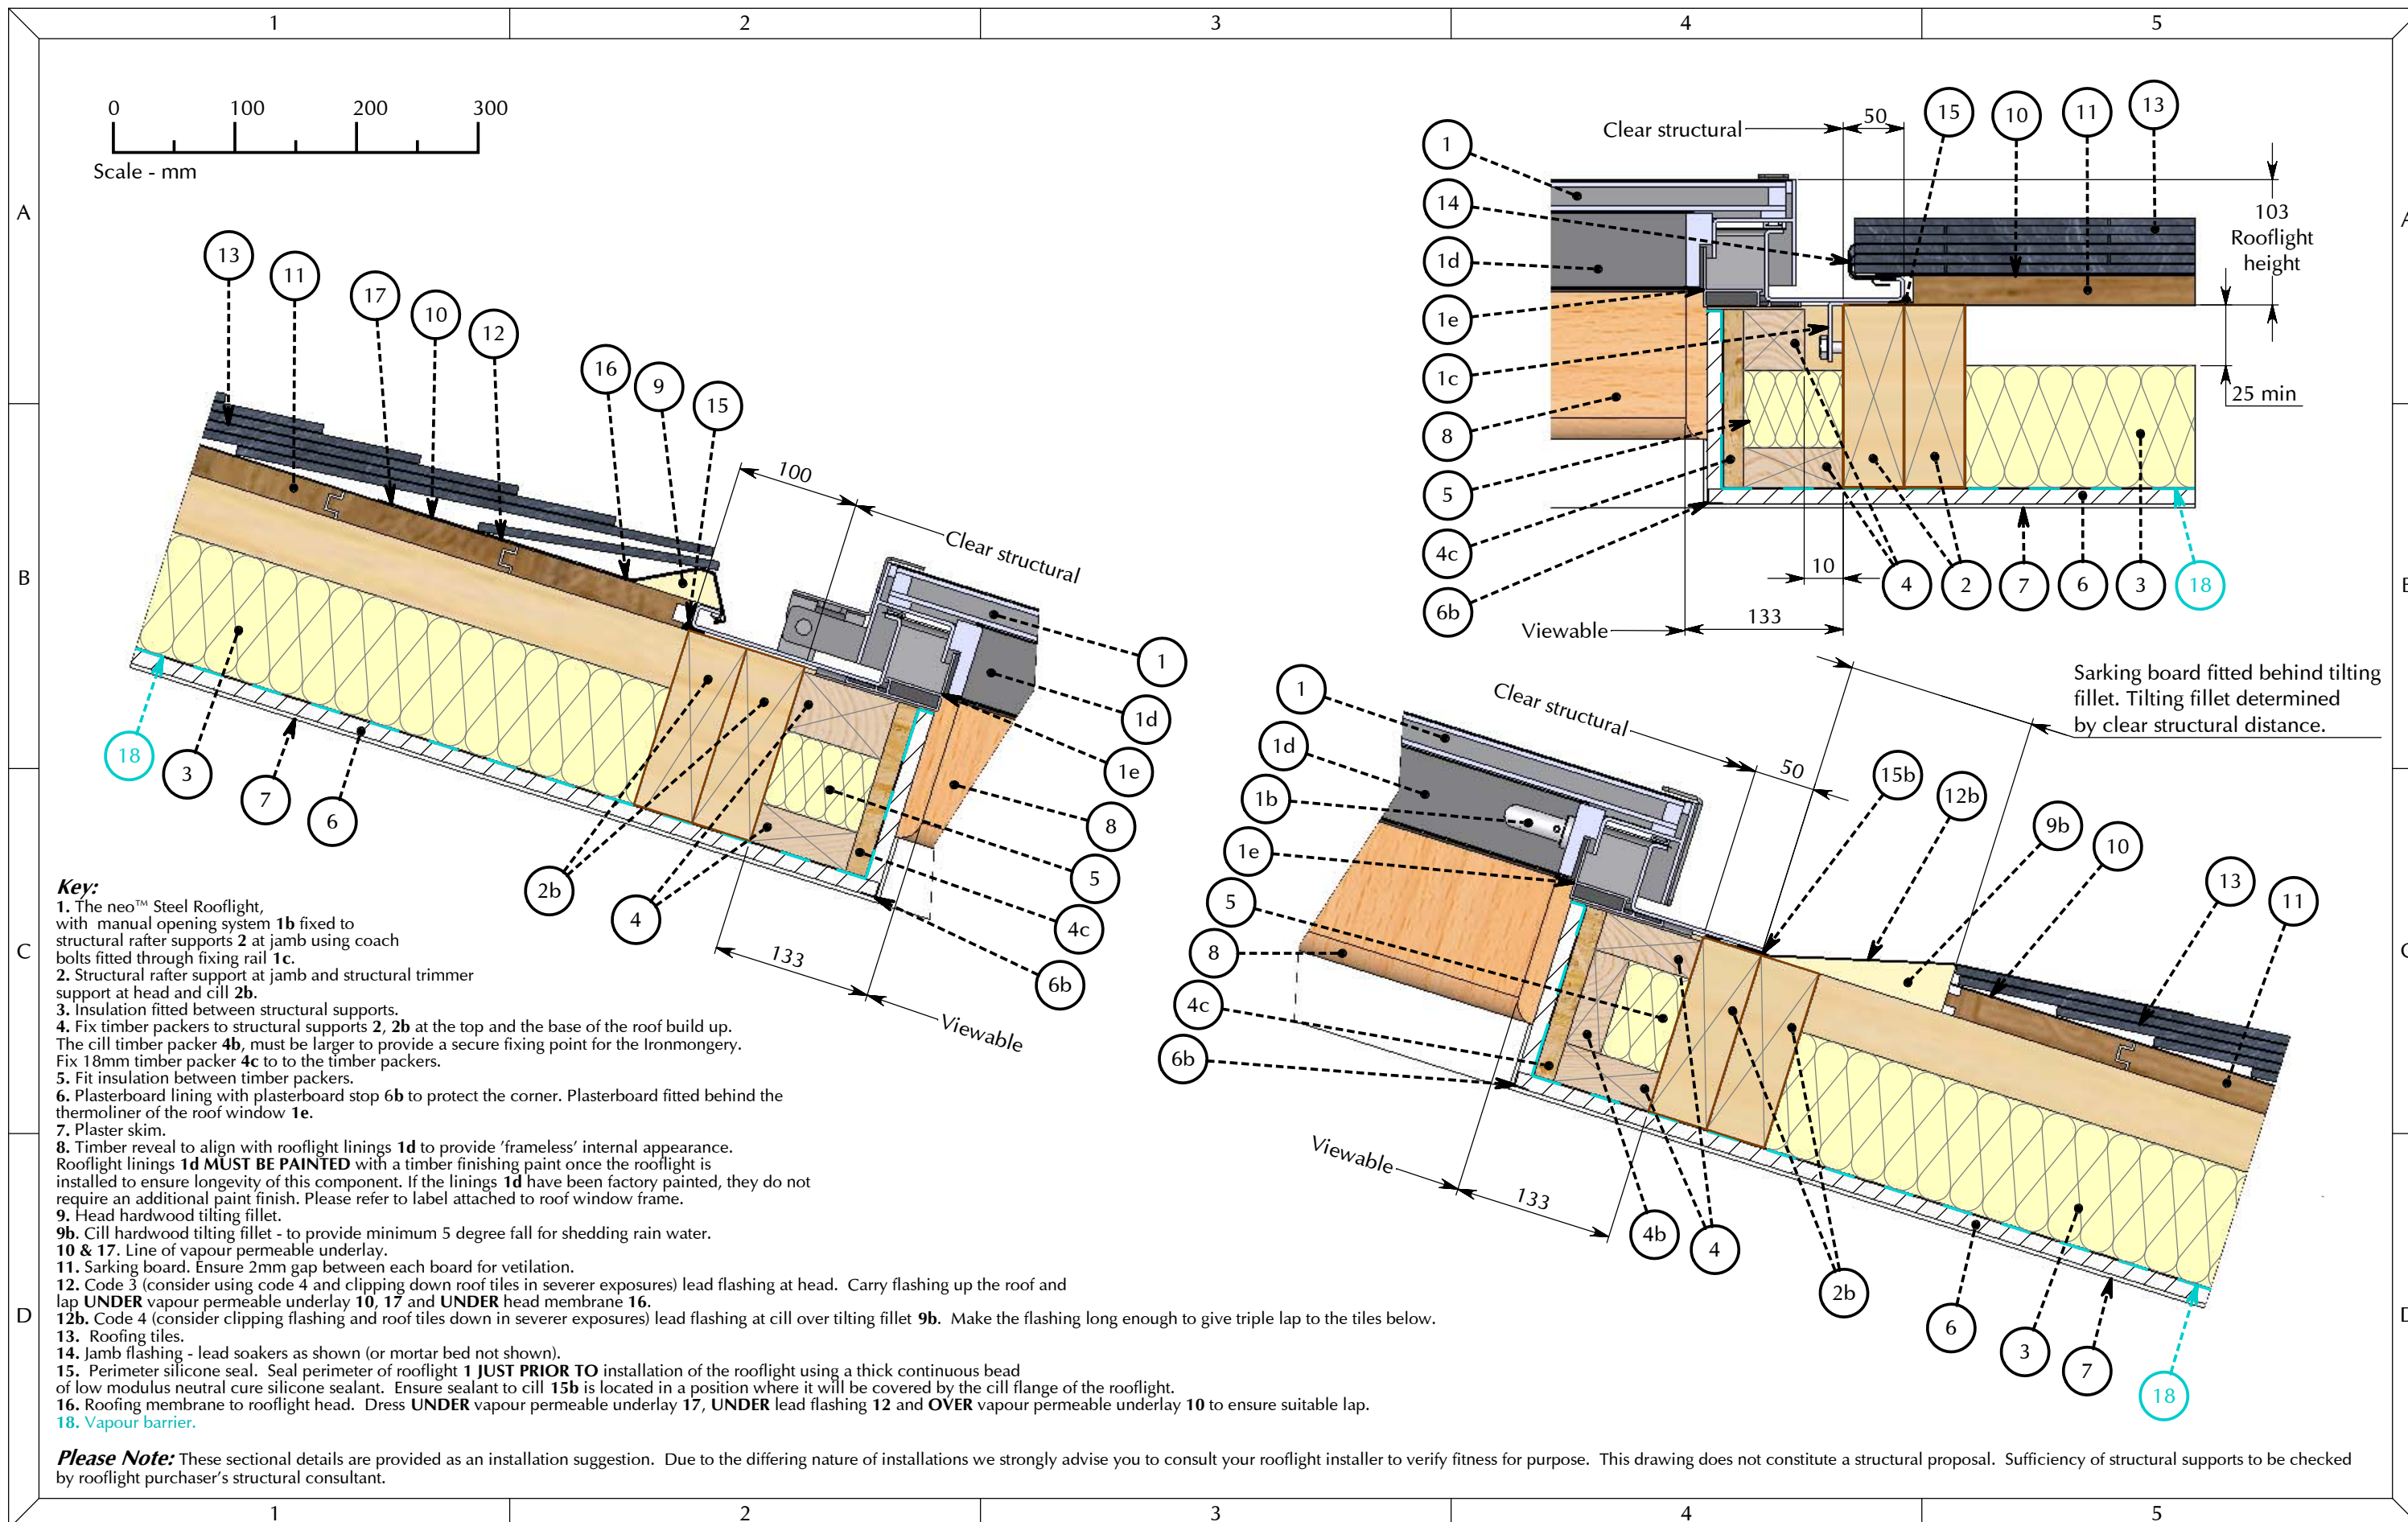 1 2 3 4 5
A
B
C
D
0 100 200 300
Scale - mm
13
11
17
10
12
16
9
15
100
Clear structural
1
1d
1e
8
5
4c
6b
18
3
7
6
2b
4
133
Viewable
Clear structural
50
15
10
11
13
1
14
1d
1e
1c
8
5
4c
6b
103
Rooflight
height
25 min
10
4
2
7
6
3
18
Viewable
133
Sarking board fitted behind tilting
fillet. Tilting fillet determined
by clear structural distance.
Clear structural
50
1
1d
1b
1e
5
8
4c
6b
15b
12b
9b
10
13
11
Viewable
133
4b
4
2b
6
3
7
18
Key:
1. The neo™ Steel Rooflight,
with manual opening system 1b fixed to
structural rafter supports 2 at jamb using coach
bolts fitted through fixing rail 1c.
2. Structural rafter support at jamb and structural trimmer
support at head and cill 2b.
3. Insulation fitted between structural supports.
4. Fix timber packers to structural supports 2, 2b at the top and the base of the roof build up.
The cill timber packer 4b, must be larger to provide a secure fixing point for the Ironmongery.
Fix 18mm timber packer 4c to to the timber packers.
5. Fit insulation between timber packers.
6. Plasterboard lining with plasterboard stop 6b to protect the corner. Plasterboard fitted behind the
thermoliner of the roof window 1e.
7. Plaster skim.
8. Timber reveal to align with rooflight linings 1d to provide 'frameless' internal appearance.
Rooflight linings 1d MUST BE PAINTED with a timber finishing paint once the rooflight is
installed to ensure longevity of this component. If the linings 1d have been factory painted, they do not
require an additional paint finish. Please refer to label attached to roof window frame.
9. Head hardwood tilting fillet.
9b. Cill hardwood tilting fillet - to provide minimum 5 degree fall for shedding rain water.
10 & 17. Line of vapour permeable underlay.
11. Sarking board. Ensure 2mm gap between each board for vetilation.
12. Code 3 (consider using code 4 and clipping down roof tiles in severer exposures) lead flashing at head. Carry flashing up the roof and
lap UNDER vapour permeable underlay 10, 17 and UNDER head membrane 16.
12b. Code 4 (consider clipping flashing and roof tiles down in severer exposures) lead flashing at cill over tilting fillet 9b. Make the flashing long enough to give triple lap to the tiles below.
13. Roofing tiles.
14. Jamb flashing - lead soakers as shown (or mortar bed not shown).
15. Perimeter silicone seal. Seal perimeter of rooflight 1 JUST PRIOR TO installation of the rooflight using a thick continuous bead
of low modulus neutral cure silicone sealant. Ensure sealant to cill 15b is located in a position where it will be covered by the cill flange of the rooflight.
16. Roofing membrane to rooflight head. Dress UNDER vapour permeable underlay 17, UNDER lead flashing 12 and OVER vapour permeable underlay 10 to ensure suitable lap.
18. Vapour barrier.
Please Note: These sectional details are provided as an installation suggestion. Due to the differing nature of installations we strongly advise you to consult your rooflight installer to verify fitness for purpose. This drawing does not constitute a structural proposal. Sufficiency of structural supports to be checked
by rooflight purchaser's structural consultant.
1 2 3 4 5